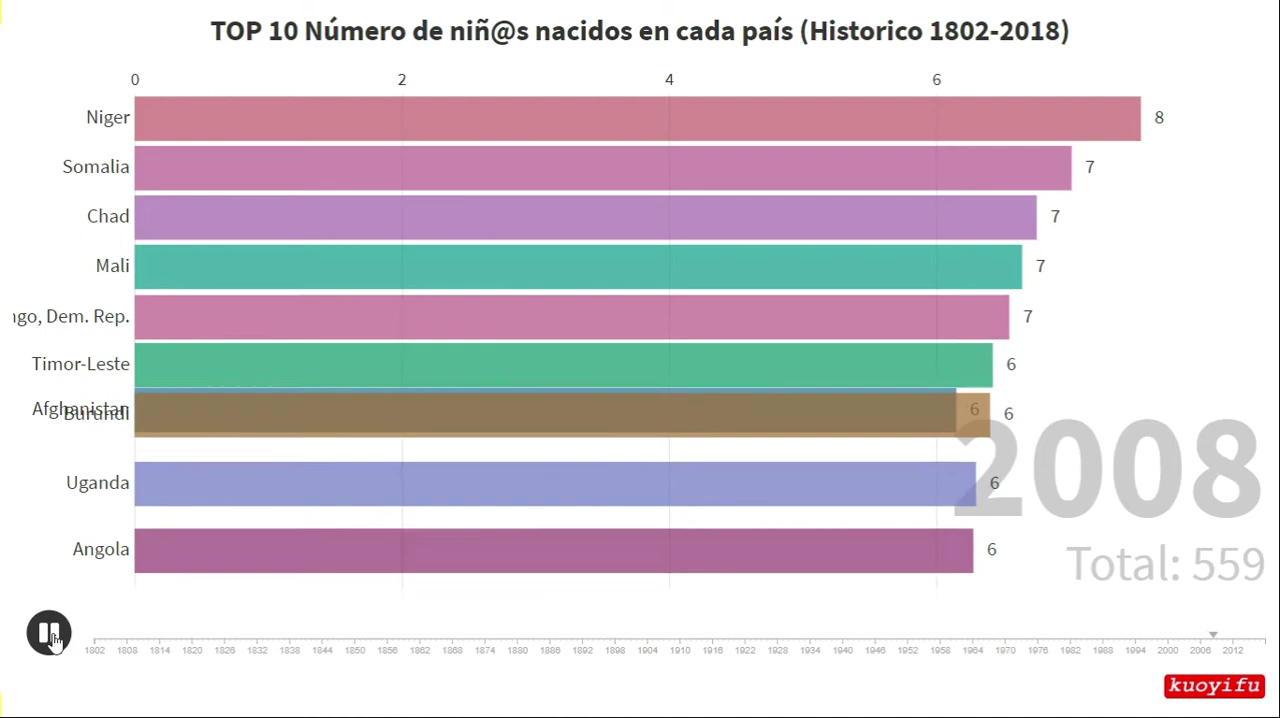 TOP 10 Número de niñ@s nacidos en cada país (Historico 1802-2018)
0 2 4 6
Niger 8
Somalia 7
Chad 7
Mali 7
Dem. Rep. 7
Timor-Leste 6
Afghanistan 6
Burundi 6
Uganda 6
Angola 6
2008
Total: 559
1802 1808 1814 1820 1826 1832 1838 1844 1850 1856 1862 1868 1874 1880 1886 1892 1898 1904 1910 1916 1922 1928 1934 1940 1946 1952 1958 1964 1970 1976 1982 1988 1994 2000 2006 2012
kuoyifu